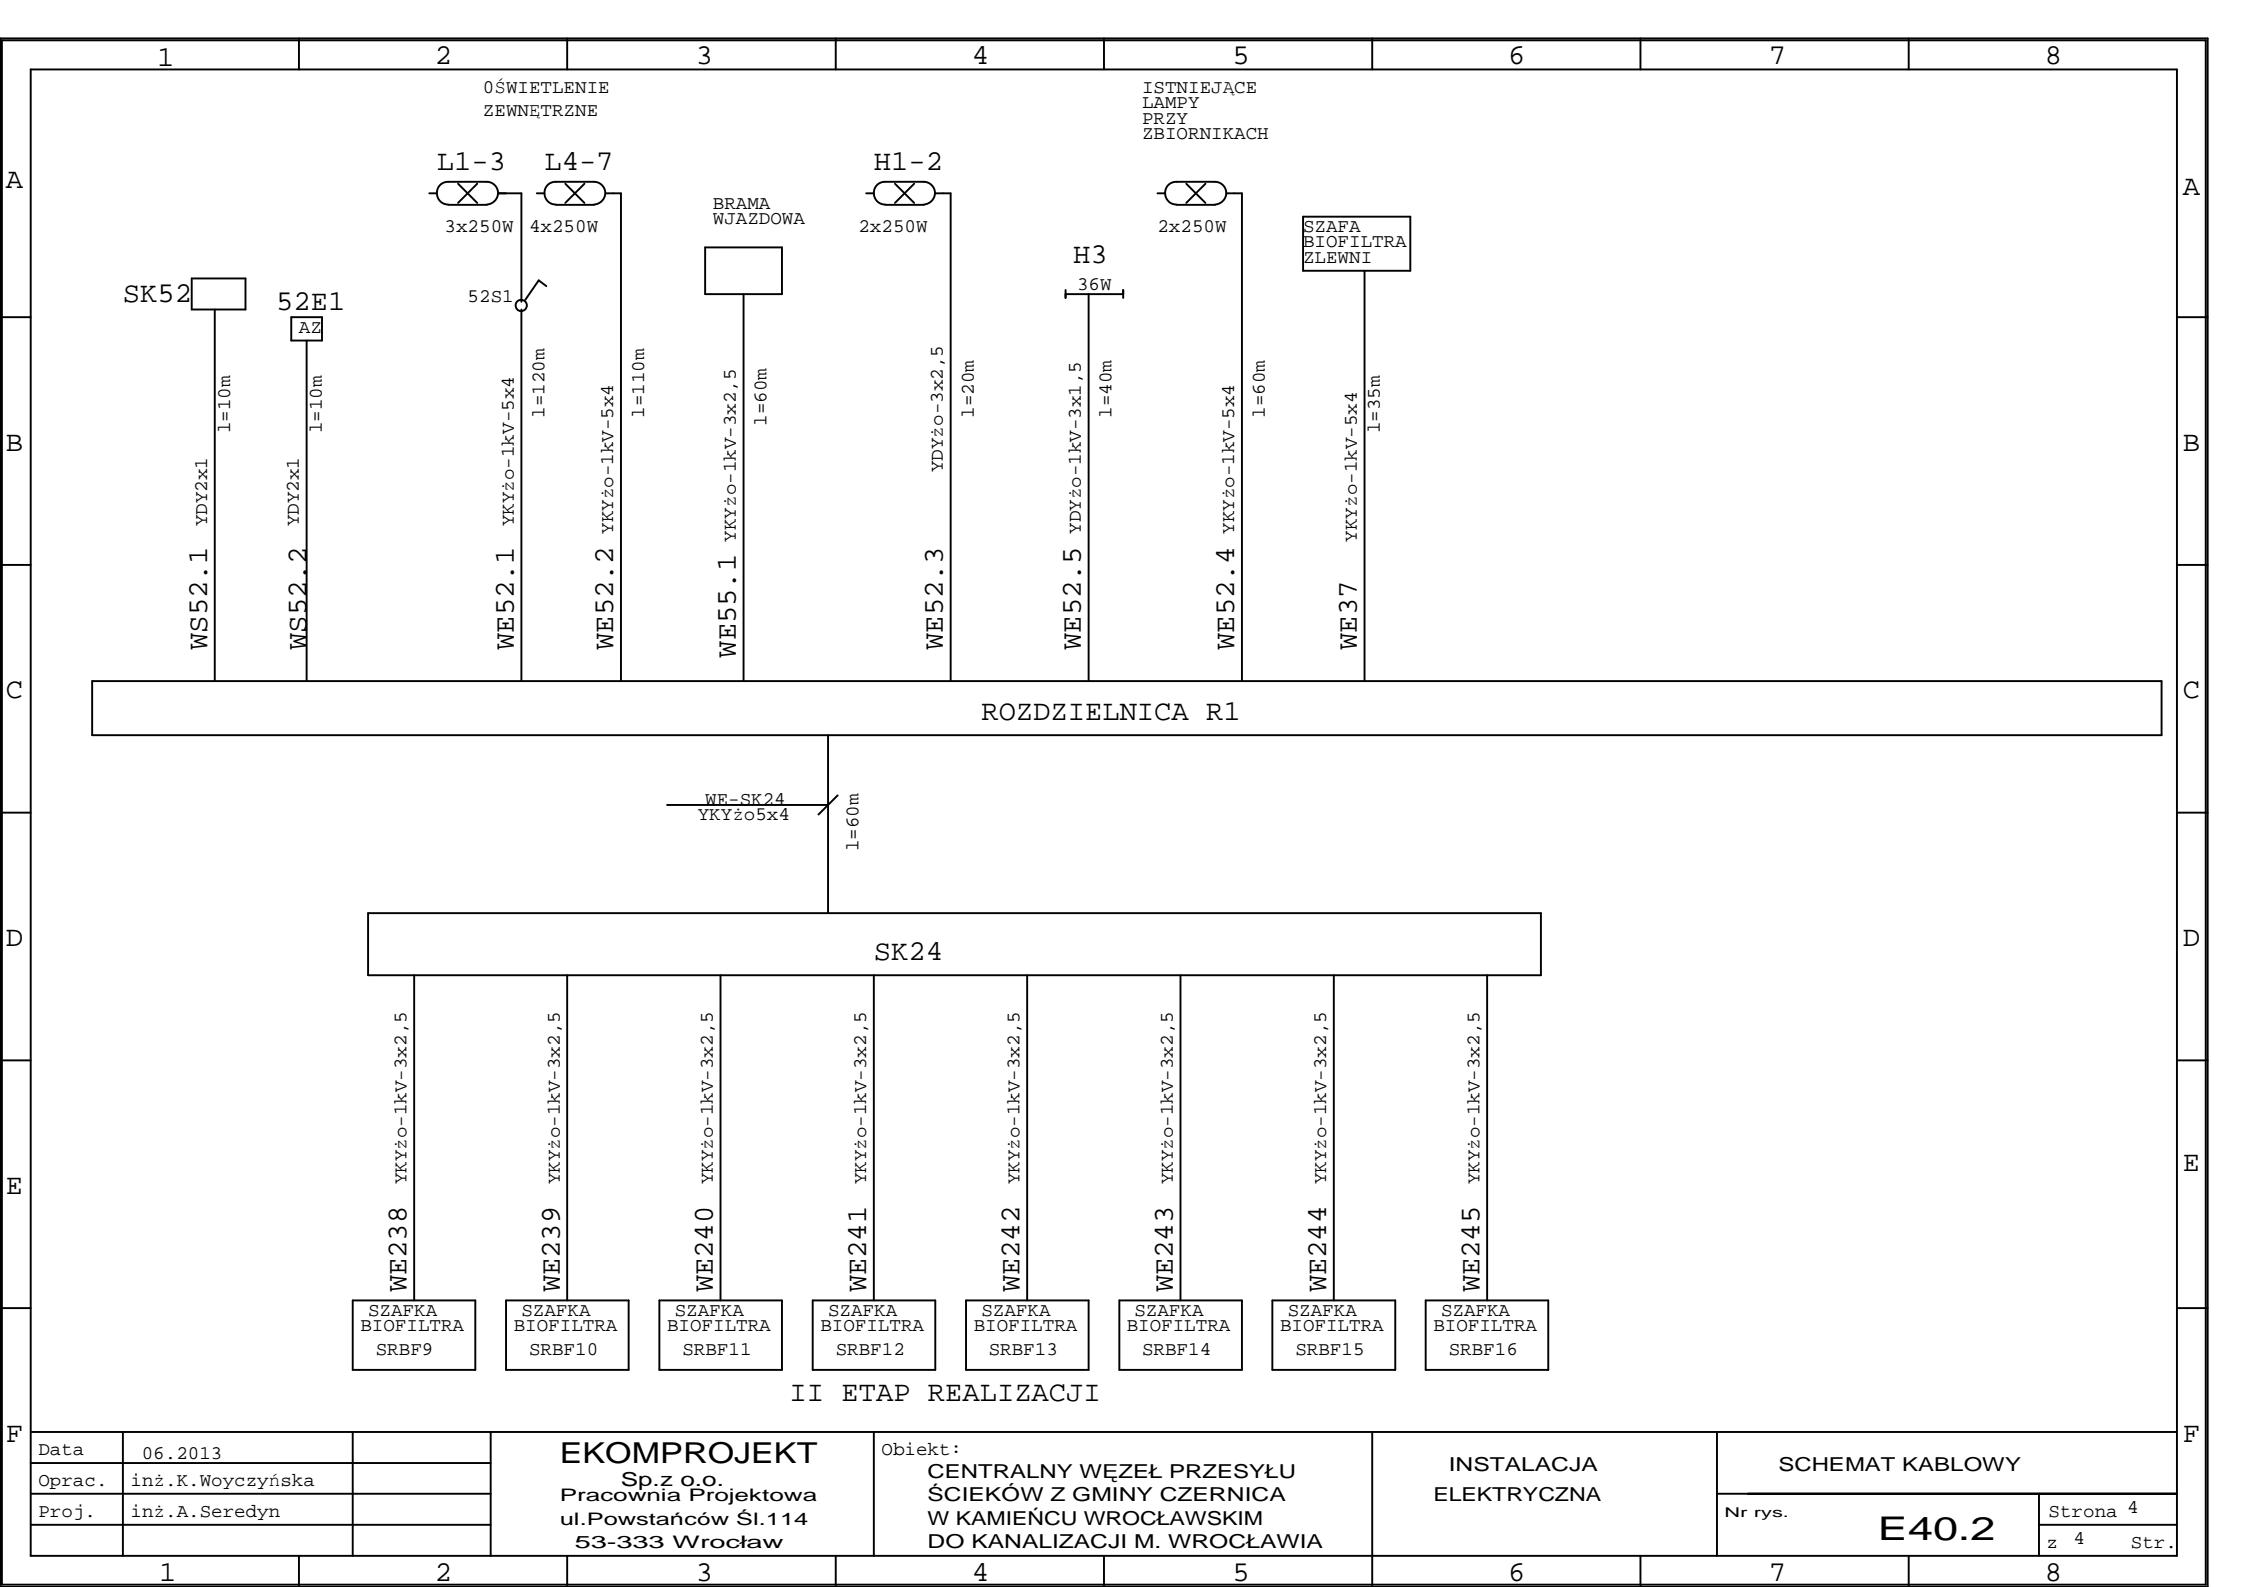 1 2 3 4 5 6 7 8
A A
B B
C C
D D
E E
F F
OŚWIETLENIE
ZEWNĘTRZNE
ISTNIEJĄCE
LAMPY
PRZY
ZBIORNIKACH
L1-3 L4-7 H1-2
3x250W 4x250W 2x250W 2x250W
BRAMA
WJAZDOWA
SZAFA
BIOFILTRA
ZLEWNI
H3
36W
SK52
52E1
AZ
52S1
WS52.1 YDY2x1 l=10m
WS52.2 YDY2x1 l=10m
WE52.1 YKYżo-1kV-5x4 l=120m
WE52.2 YKYżo-1kV-5x4 l=110m
WE55.1 YKYżo-1kV-3x2,5 l=60m
WE52.3 YDYżo-3x2,5 l=20m
WE52.5 YDYżo-1kV-3x1,5 l=40m
WE52.4 YKYżo-1kV-5x4 l=60m
WE37 YKYżo-1kV-5x4 l=35m
ROZDZIELNICA R1
WE-SK24
YKYżo5x4
l=60m
SK24
WE238 YKYżo-1kV-3x2,5
WE239 YKYżo-1kV-3x2,5
WE240 YKYżo-1kV-3x2,5
WE241 YKYżo-1kV-3x2,5
WE242 YKYżo-1kV-3x2,5
WE243 YKYżo-1kV-3x2,5
WE244 YKYżo-1kV-3x2,5
WE245 YKYżo-1kV-3x2,5
SZAFKA
BIOFILTRA
SRBF9
SZAFKA
BIOFILTRA
SRBF10
SZAFKA
BIOFILTRA
SRBF11
SZAFKA
BIOFILTRA
SRBF12
SZAFKA
BIOFILTRA
SRBF13
SZAFKA
BIOFILTRA
SRBF14
SZAFKA
BIOFILTRA
SRBF15
SZAFKA
BIOFILTRA
SRBF16
II ETAP REALIZACJI
Data 06.2013
Oprac. inż.K.Woyczyńska
Proj. inż.A.Seredyn
EKOMPROJEKT
Sp.z o.o.
Pracownia Projektowa
ul.Powstańców Śl.114
53-333 Wrocław
Obiekt:
CENTRALNY WĘZEŁ PRZESYŁU
ŚCIEKÓW Z GMINY CZERNICA
W KAMIEŃCU WROCŁAWSKIM
DO KANALIZACJI M. WROCŁAWIA
INSTALACJA
ELEKTRYCZNA
SCHEMAT KABLOWY
Nr rys.
E40.2
Strona 4
z 4 Str.
1 2 3 4 5 6 7 8